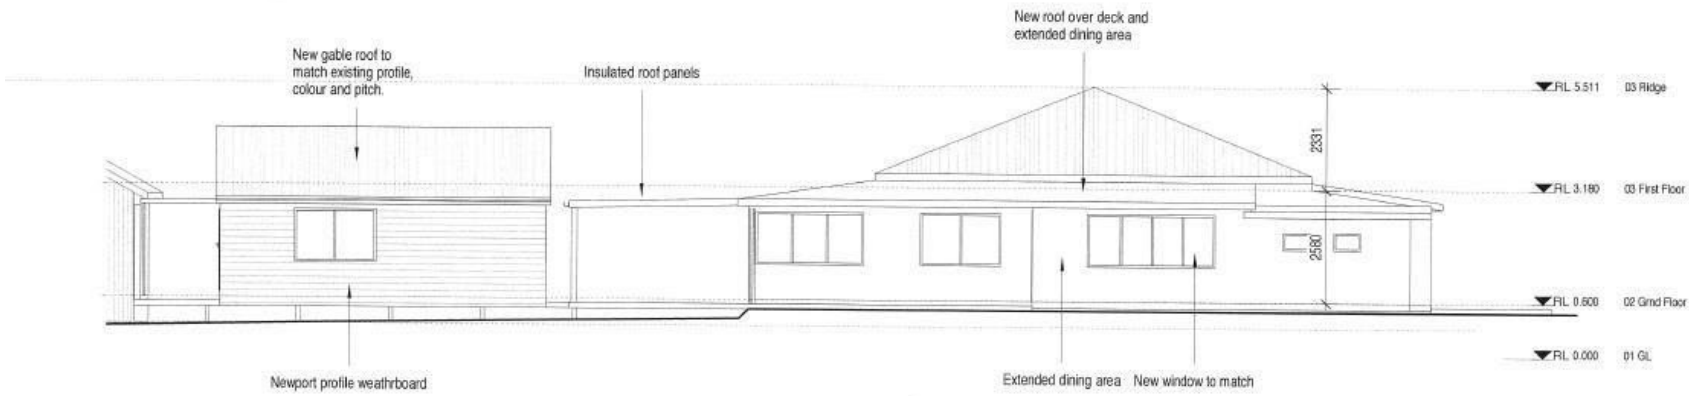 New roof over deck and
extended dining area
New gable roof to
match existing profile,
colour and pitch.
Insulated roof panels
RL 5.511 03 Ridge
2331
RL 3.180 03 First Floor
2580
RL 0.600 02 Grnd Floor
RL 0.000 01 GL
Newport profile weathrboard
Extended dining area
New window to match